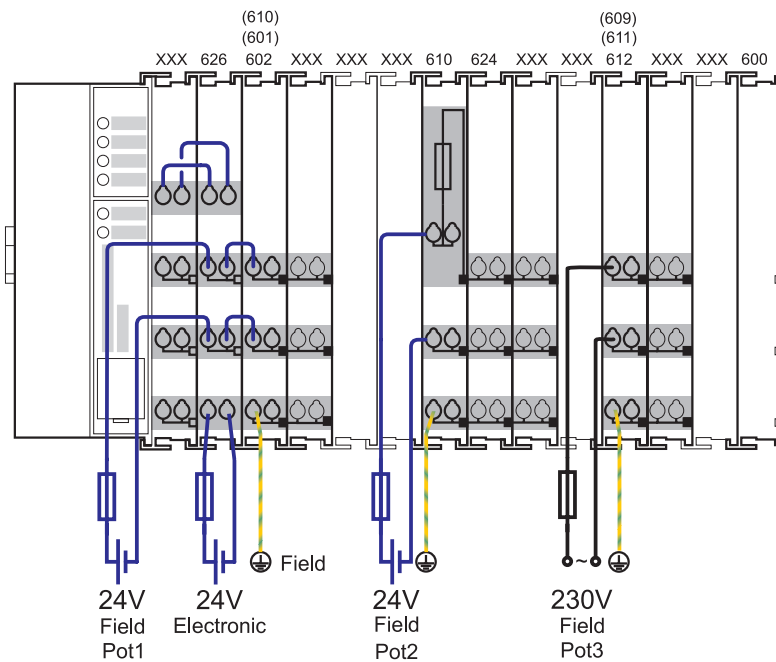 (610) (609)
(601) (611)
XXX 626 602 XXX XXX XXX 610 624 XXX XXX 612 XXX XXX 600
Field
~
24V 24V 24V 230V
Field Electronic Field Field
Pot1 Pot2 Pot3